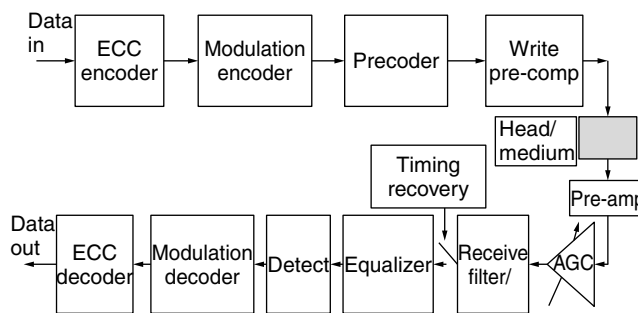 Data
in
ECC
encoder
Modulation
encoder
Precoder
Write
pre-comp
Head/
medium
Timing
recovery
Pre-amp
Data
out
ECC
decoder
Modulation
decoder
Detect
Equalizer
Receive
filter/
AGC